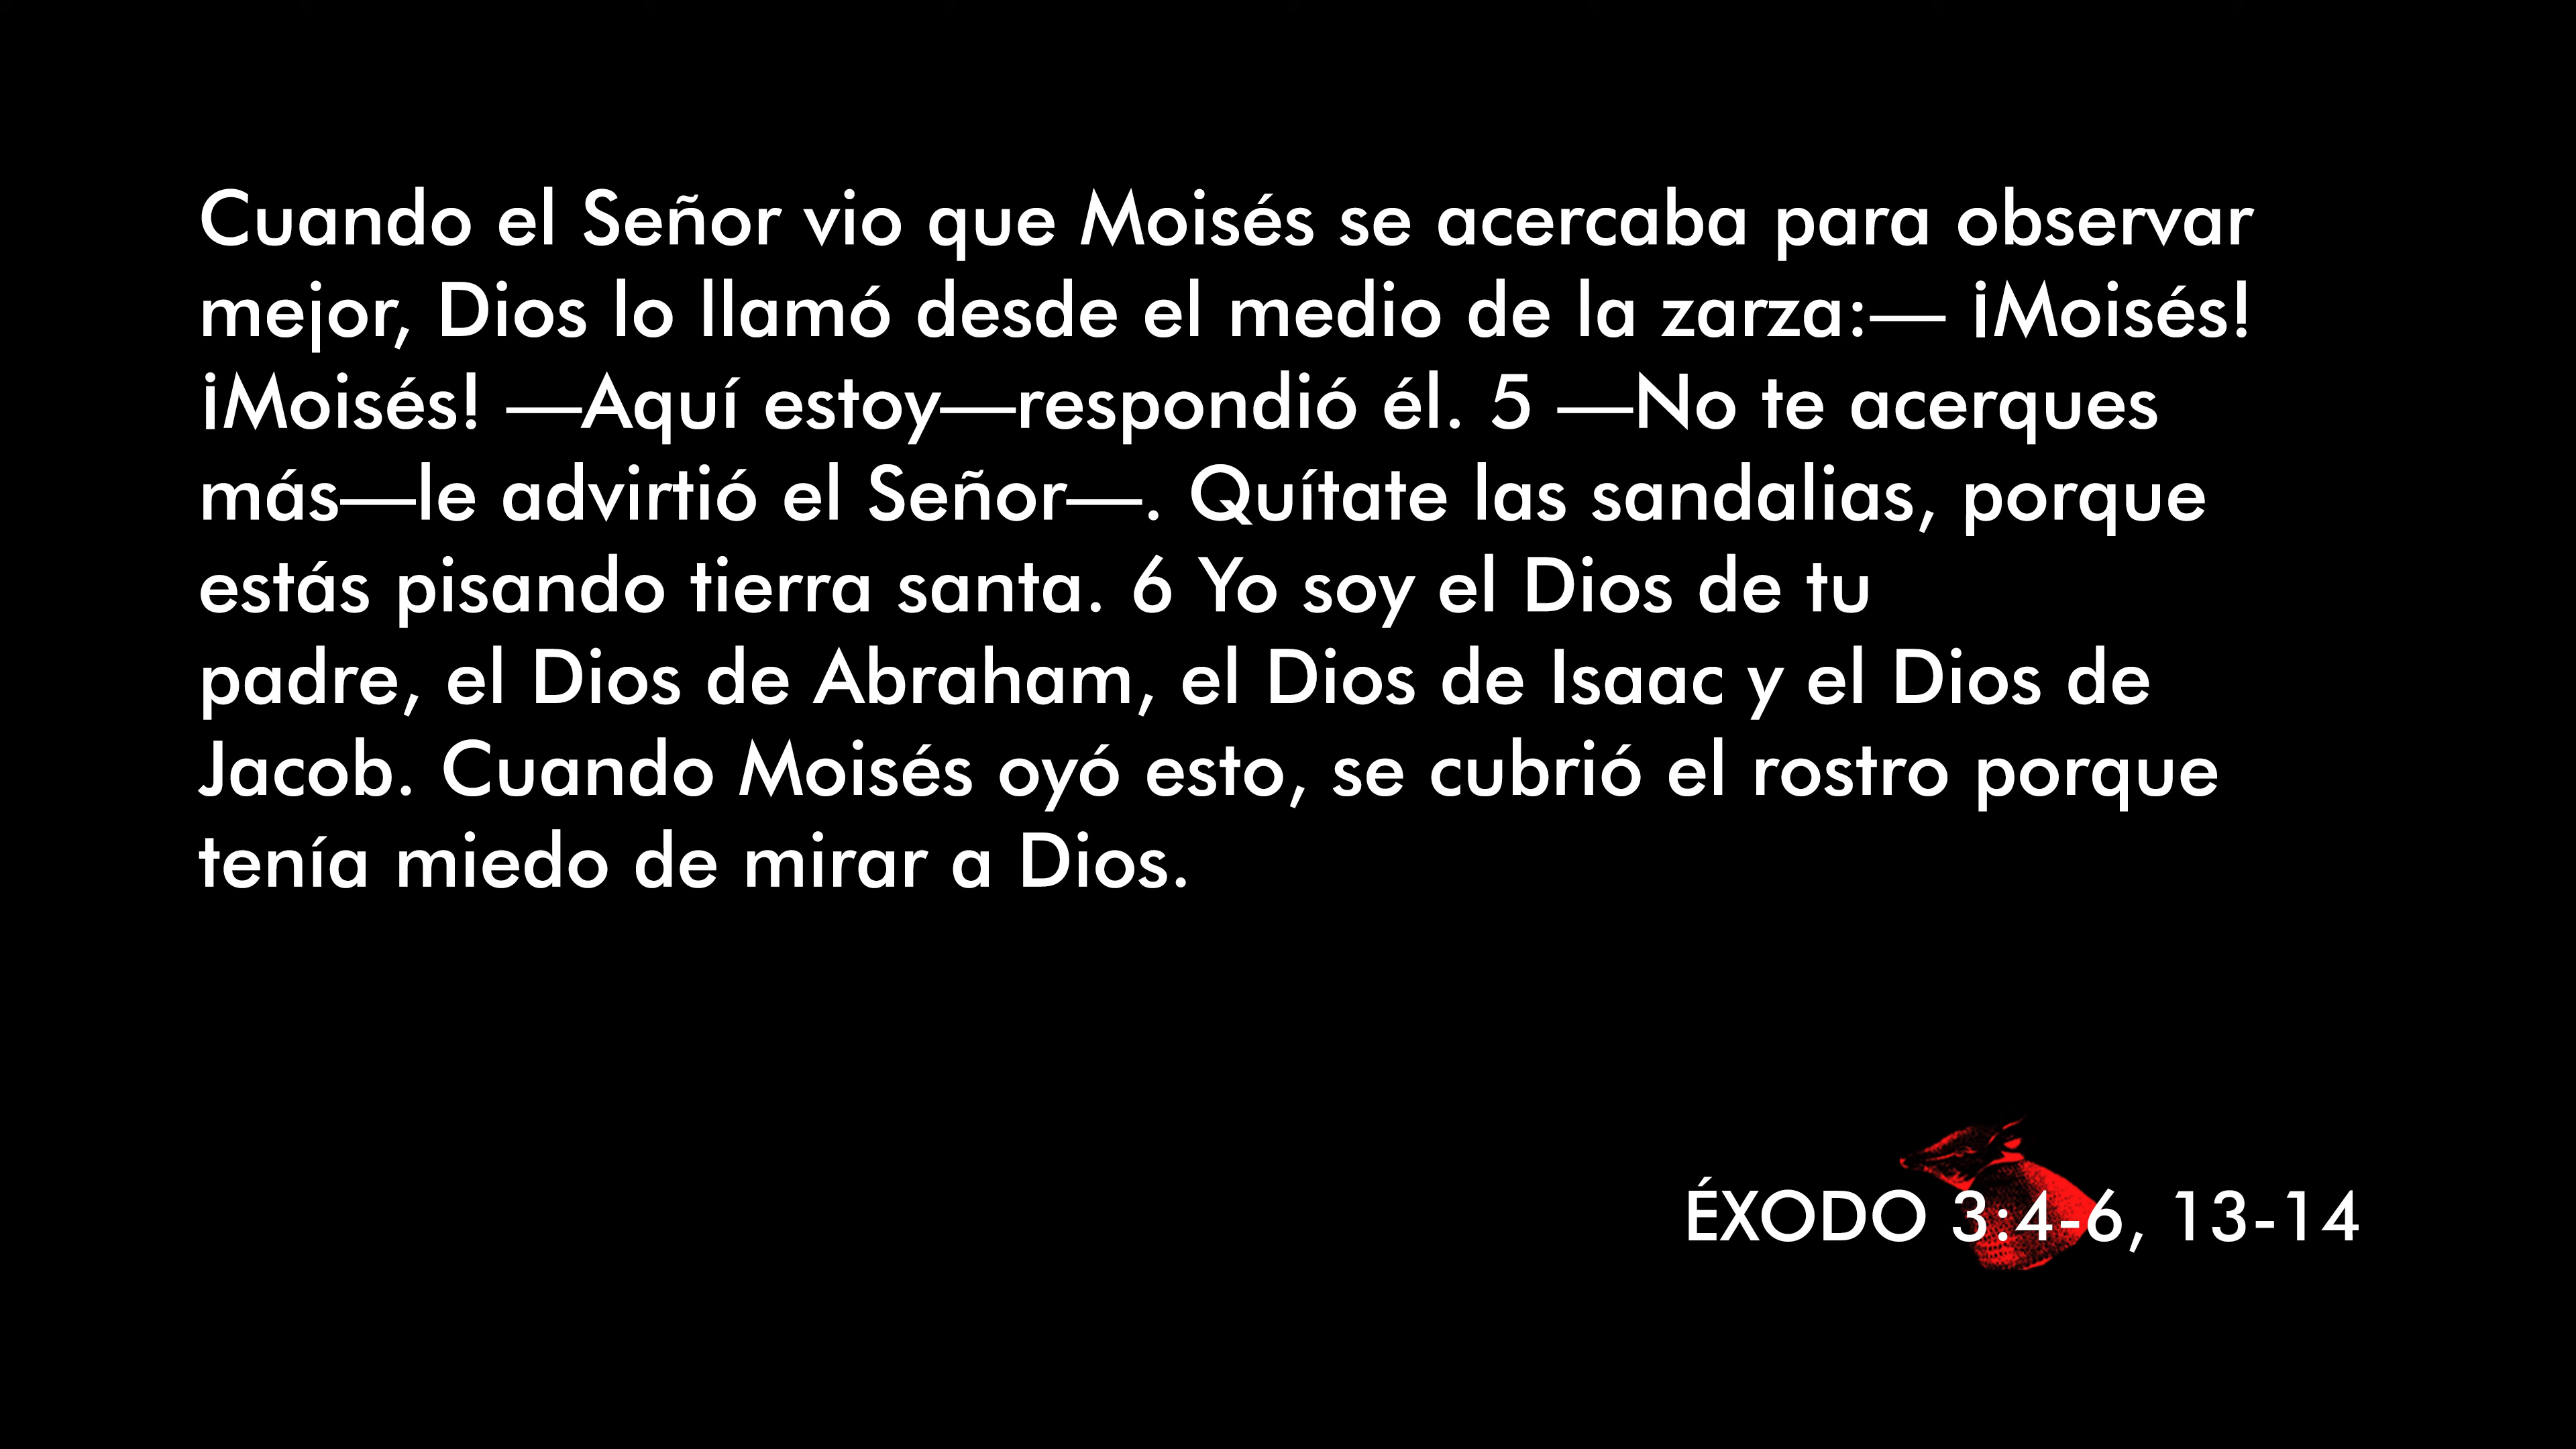 Cuando el Señor vio que Moisés se acercaba para observar
mejor, Dios lo llamó desde el medio de la zarza:— ¡Moisés!
¡Moisés! —Aquí estoy—respondió él. 5 —No te acerques
más—le advirtió el Señor—. Quítate las sandalias, porque
estás pisando tierra santa. 6 Yo soy el Dios de tu
padre, el Dios de Abraham, el Dios de Isaac y el Dios de
Jacob. Cuando Moisés oyó esto, se cubrió el rostro porque
tenía miedo de mirar a Dios.
ÉXODO 3:4-6, 13-14